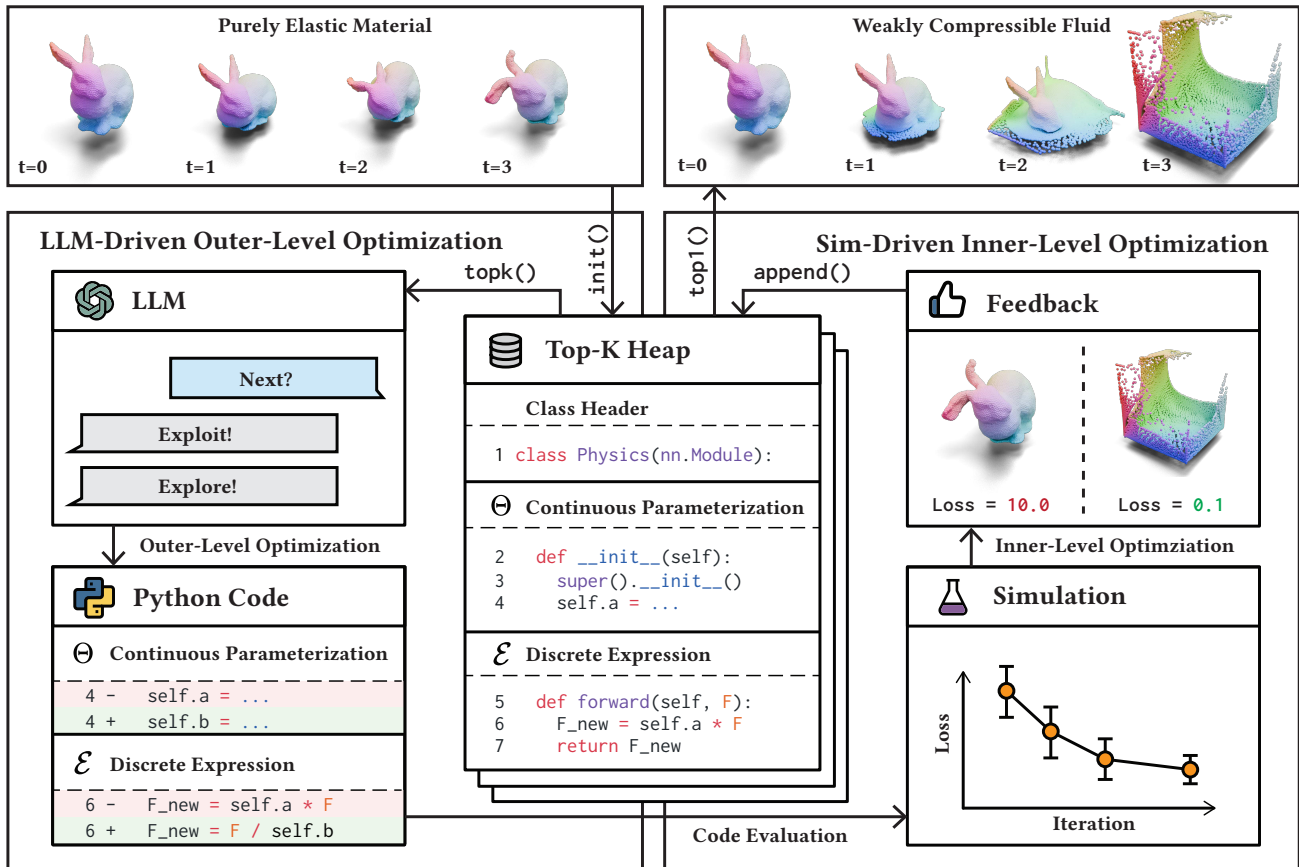 Purely Elastic Material
t=0
t=1
t=2
t=3
Weakly Compressible Fluid
t=0
t=1
t=2
t=3
LLM-Driven Outer-Level Optimization
init()
top1()
Sim-Driven Inner-Level Optimization
topk()
append()
LLM
Next?
Exploit!
Explore!
Outer-Level Optimization
Python Code
Θ Continuous Parameterization
4 - self.a = ...
4 + self.b = ...
ℰ Discrete Expression
6 - F_new = self.a * F
6 + F_new = F / self.b
Top-K Heap
Class Header
1 class Physics(nn.Module):
Θ Continuous Parameterization
2 def __init__(self):
3 super().__init__()
4 self.a = ...
ℰ Discrete Expression
5 def forward(self, F):
6 F_new = self.a * F
7 return F_new
Code Evaluation
Feedback
Loss = 10.0
Loss = 0.1
Inner-Level Optimziation
Simulation
Loss
Iteration